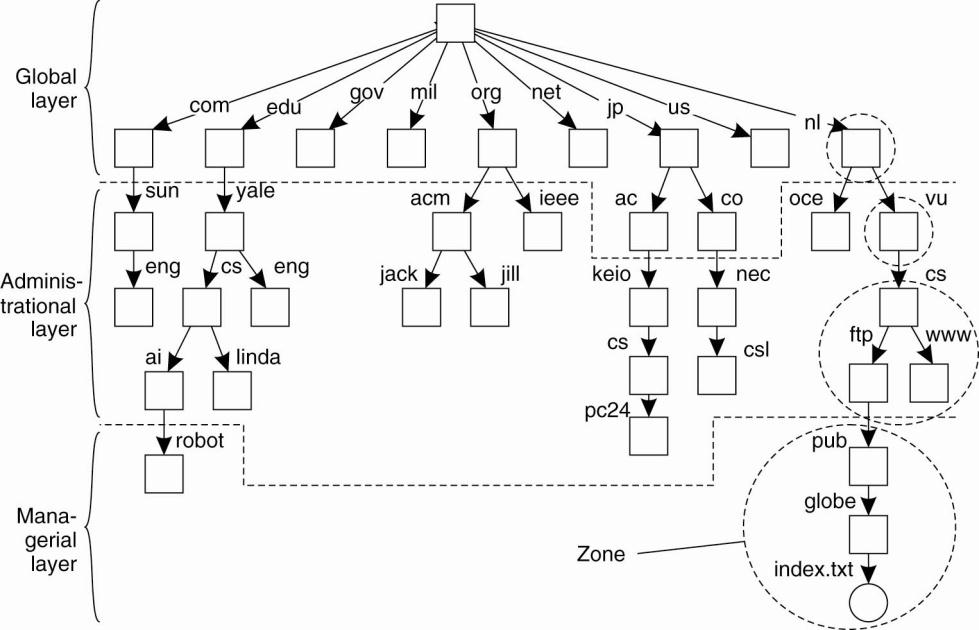 Global
layer
com
edu
gov
mil
org
net
jp
us
nl
sun
yale
acm
ieee
ac
co
oce
vu
Adminis-
trational
layer
eng
cs
eng
jack
jill
keio
nec
cs
ai
linda
cs
csl
ftp
www
pc24
robot
pub
Mana-
gerial
layer
globe
Zone
index.txt